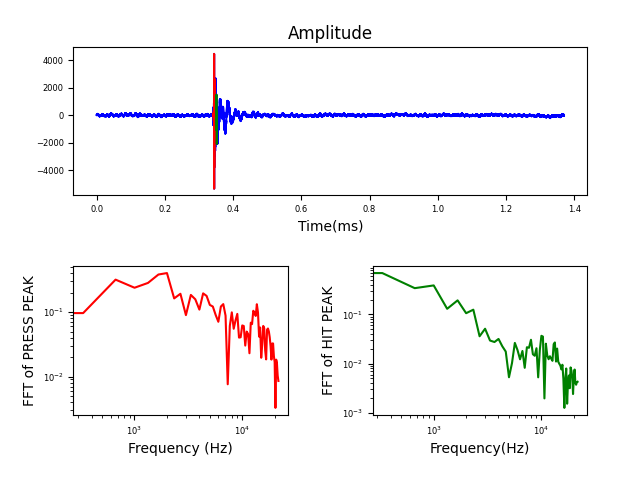 Amplitude
4000
2000
0
−2000
−4000
0.0 0.2 0.4 0.6 0.8 1.0 1.2 1.4
Time(ms)
FFT of PRESS PEAK
10⁻¹
10⁻²
10³ 10⁴
Frequency (Hz)
FFT of HIT PEAK
10⁻¹
10⁻²
10⁻³
10³ 10⁴
Frequency(Hz)